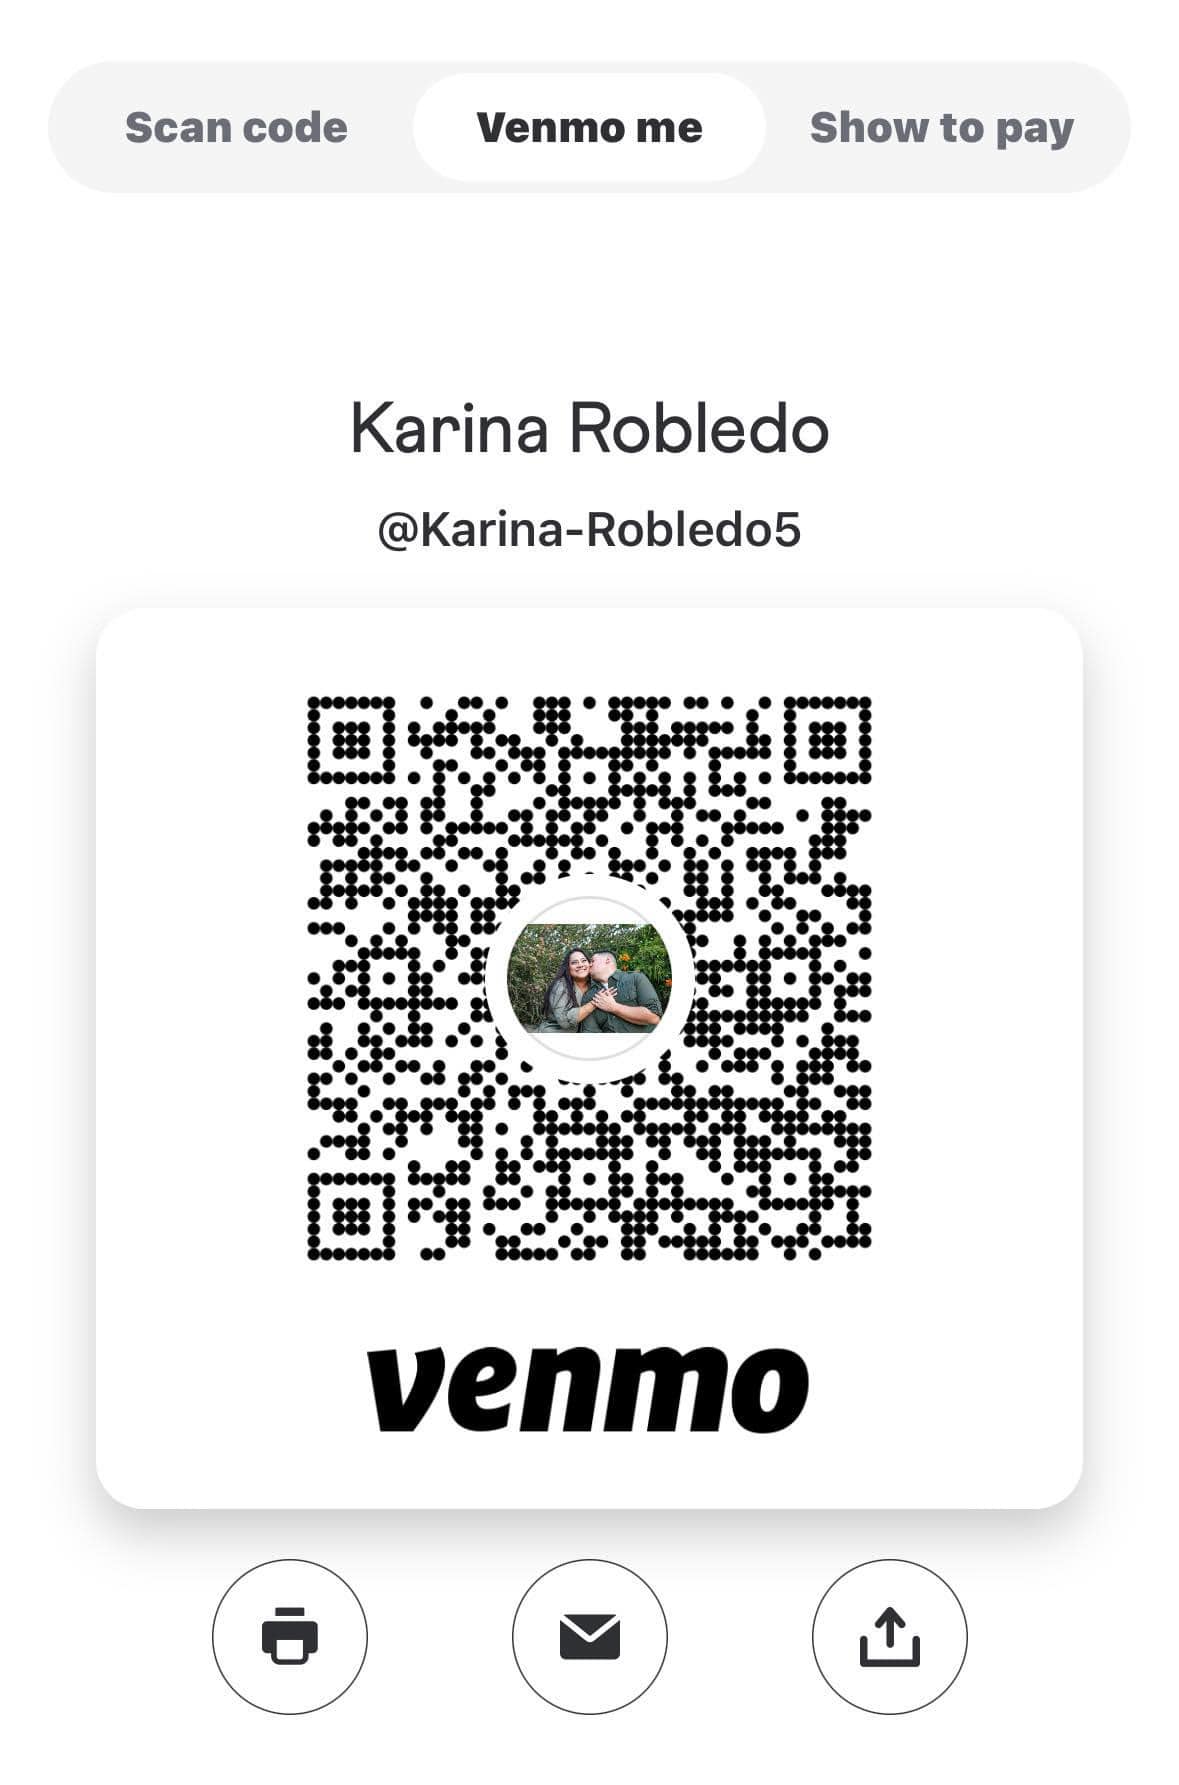 Scan code
Venmo me
Show to pay
Karina Robledo
@Karina-Robledo5
venmo